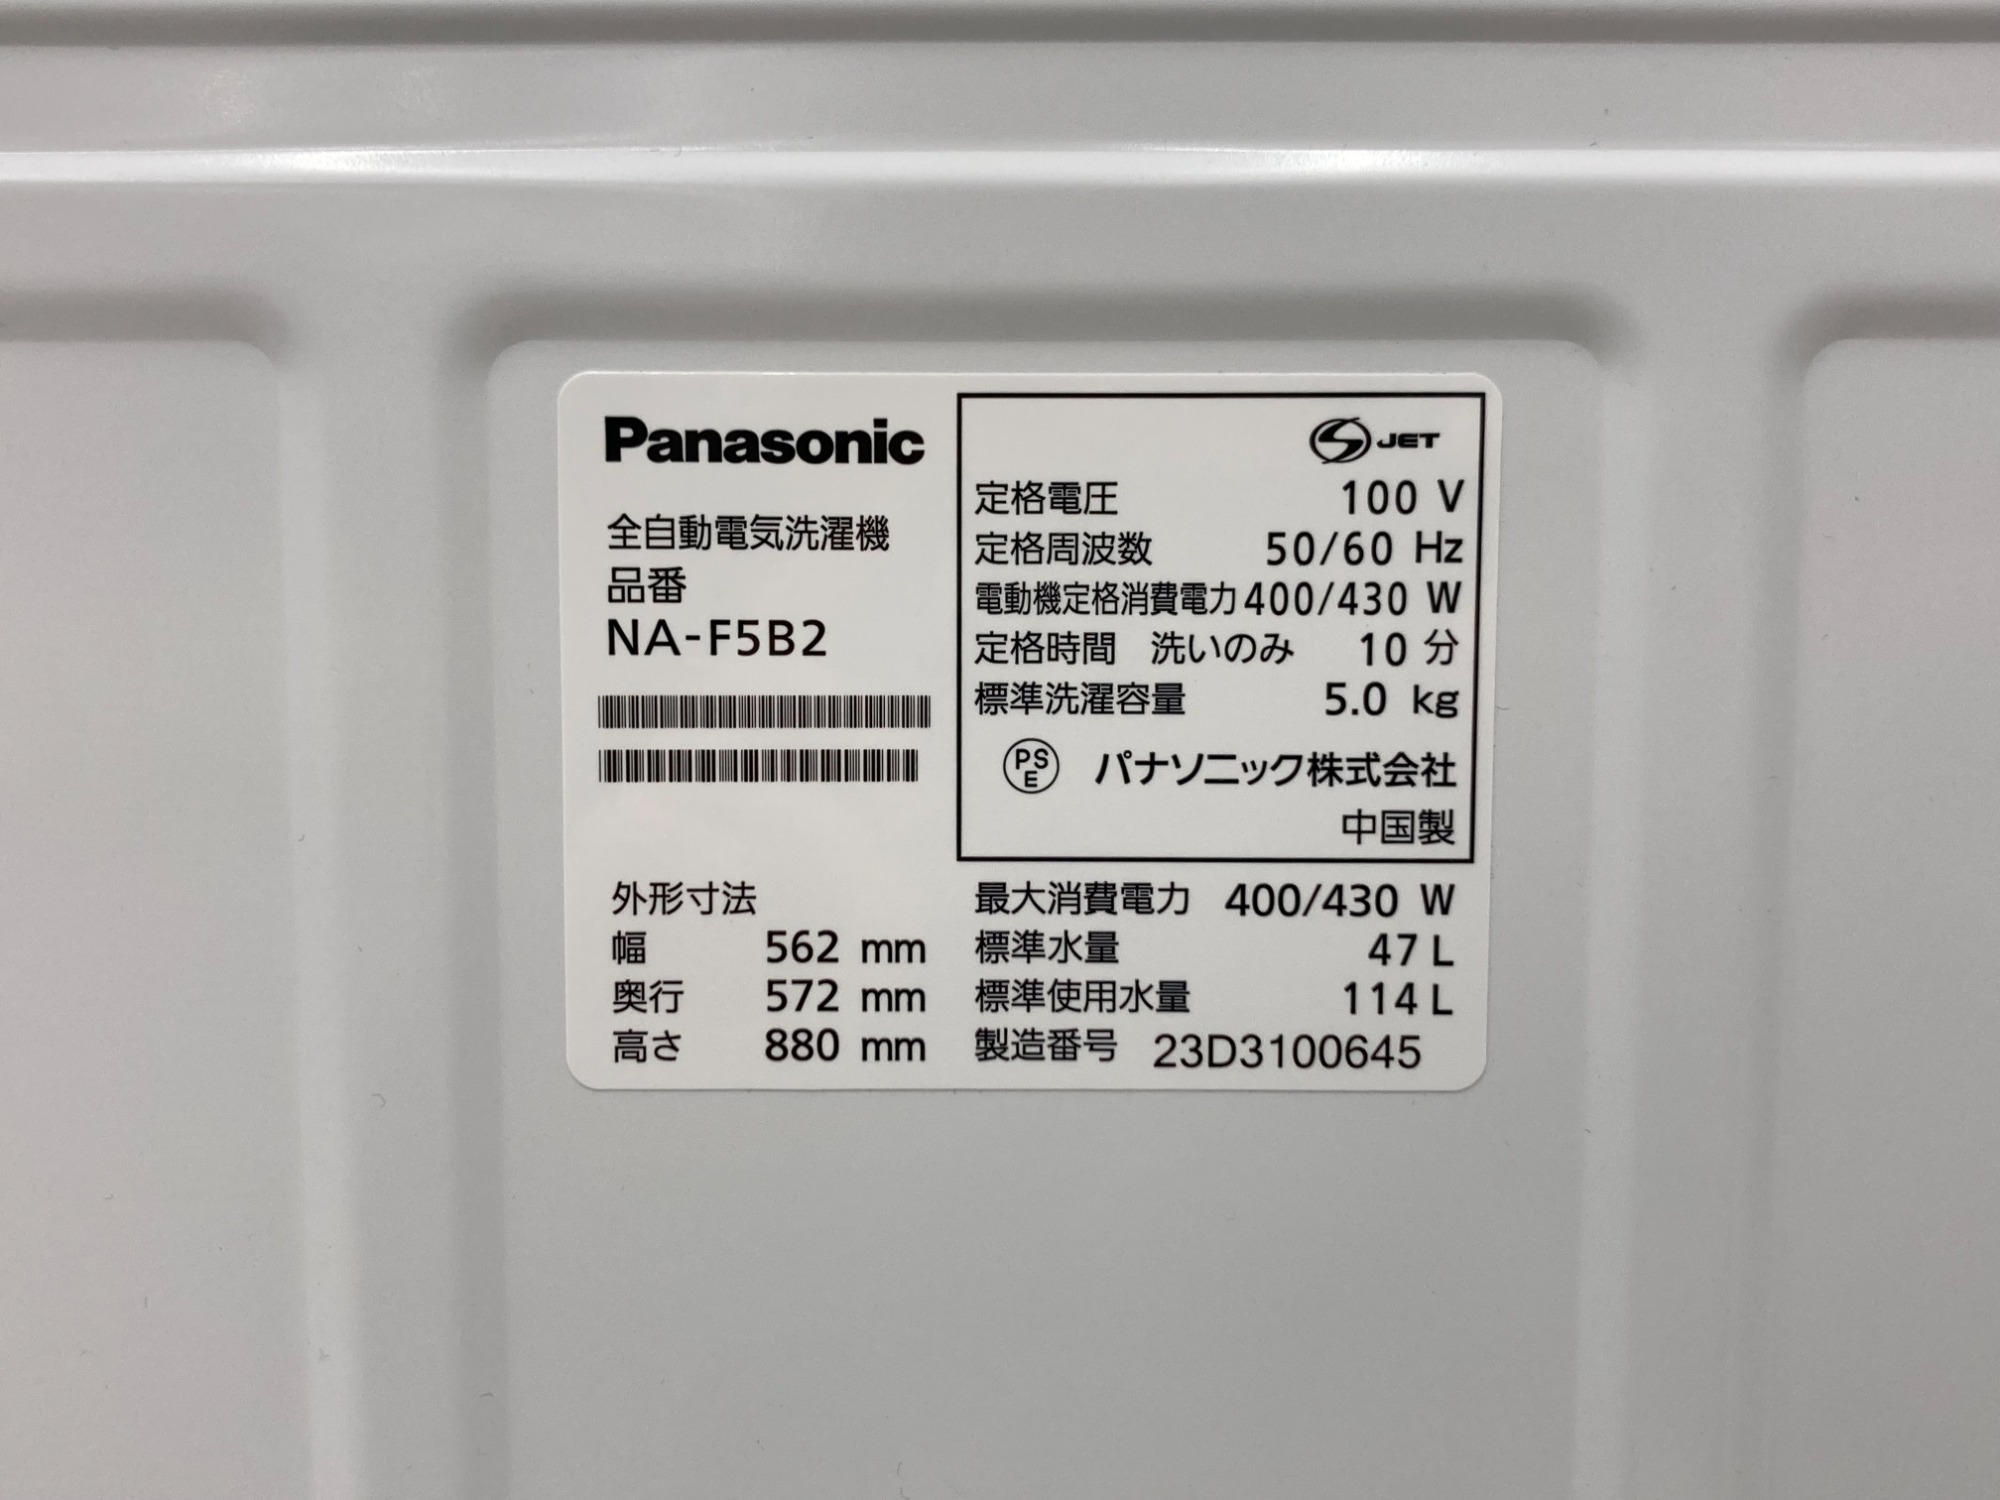 Panasonic
全自動電気洗濯機
品番
NA-F5B2
S JET
定格電圧 100 V
定格周波数 50/60 Hz
電動機定格消費電力 400/430 W
定格時間 洗いのみ 10 分
標準洗濯容量 5.0 kg
PS E パナソニック株式会社
中国製
外形寸法
幅 562 mm
奥行 572 mm
高さ 880 mm
最大消費電力 400/430 W
標準水量 47 L
標準使用水量 114 L
製造番号 23D3100645